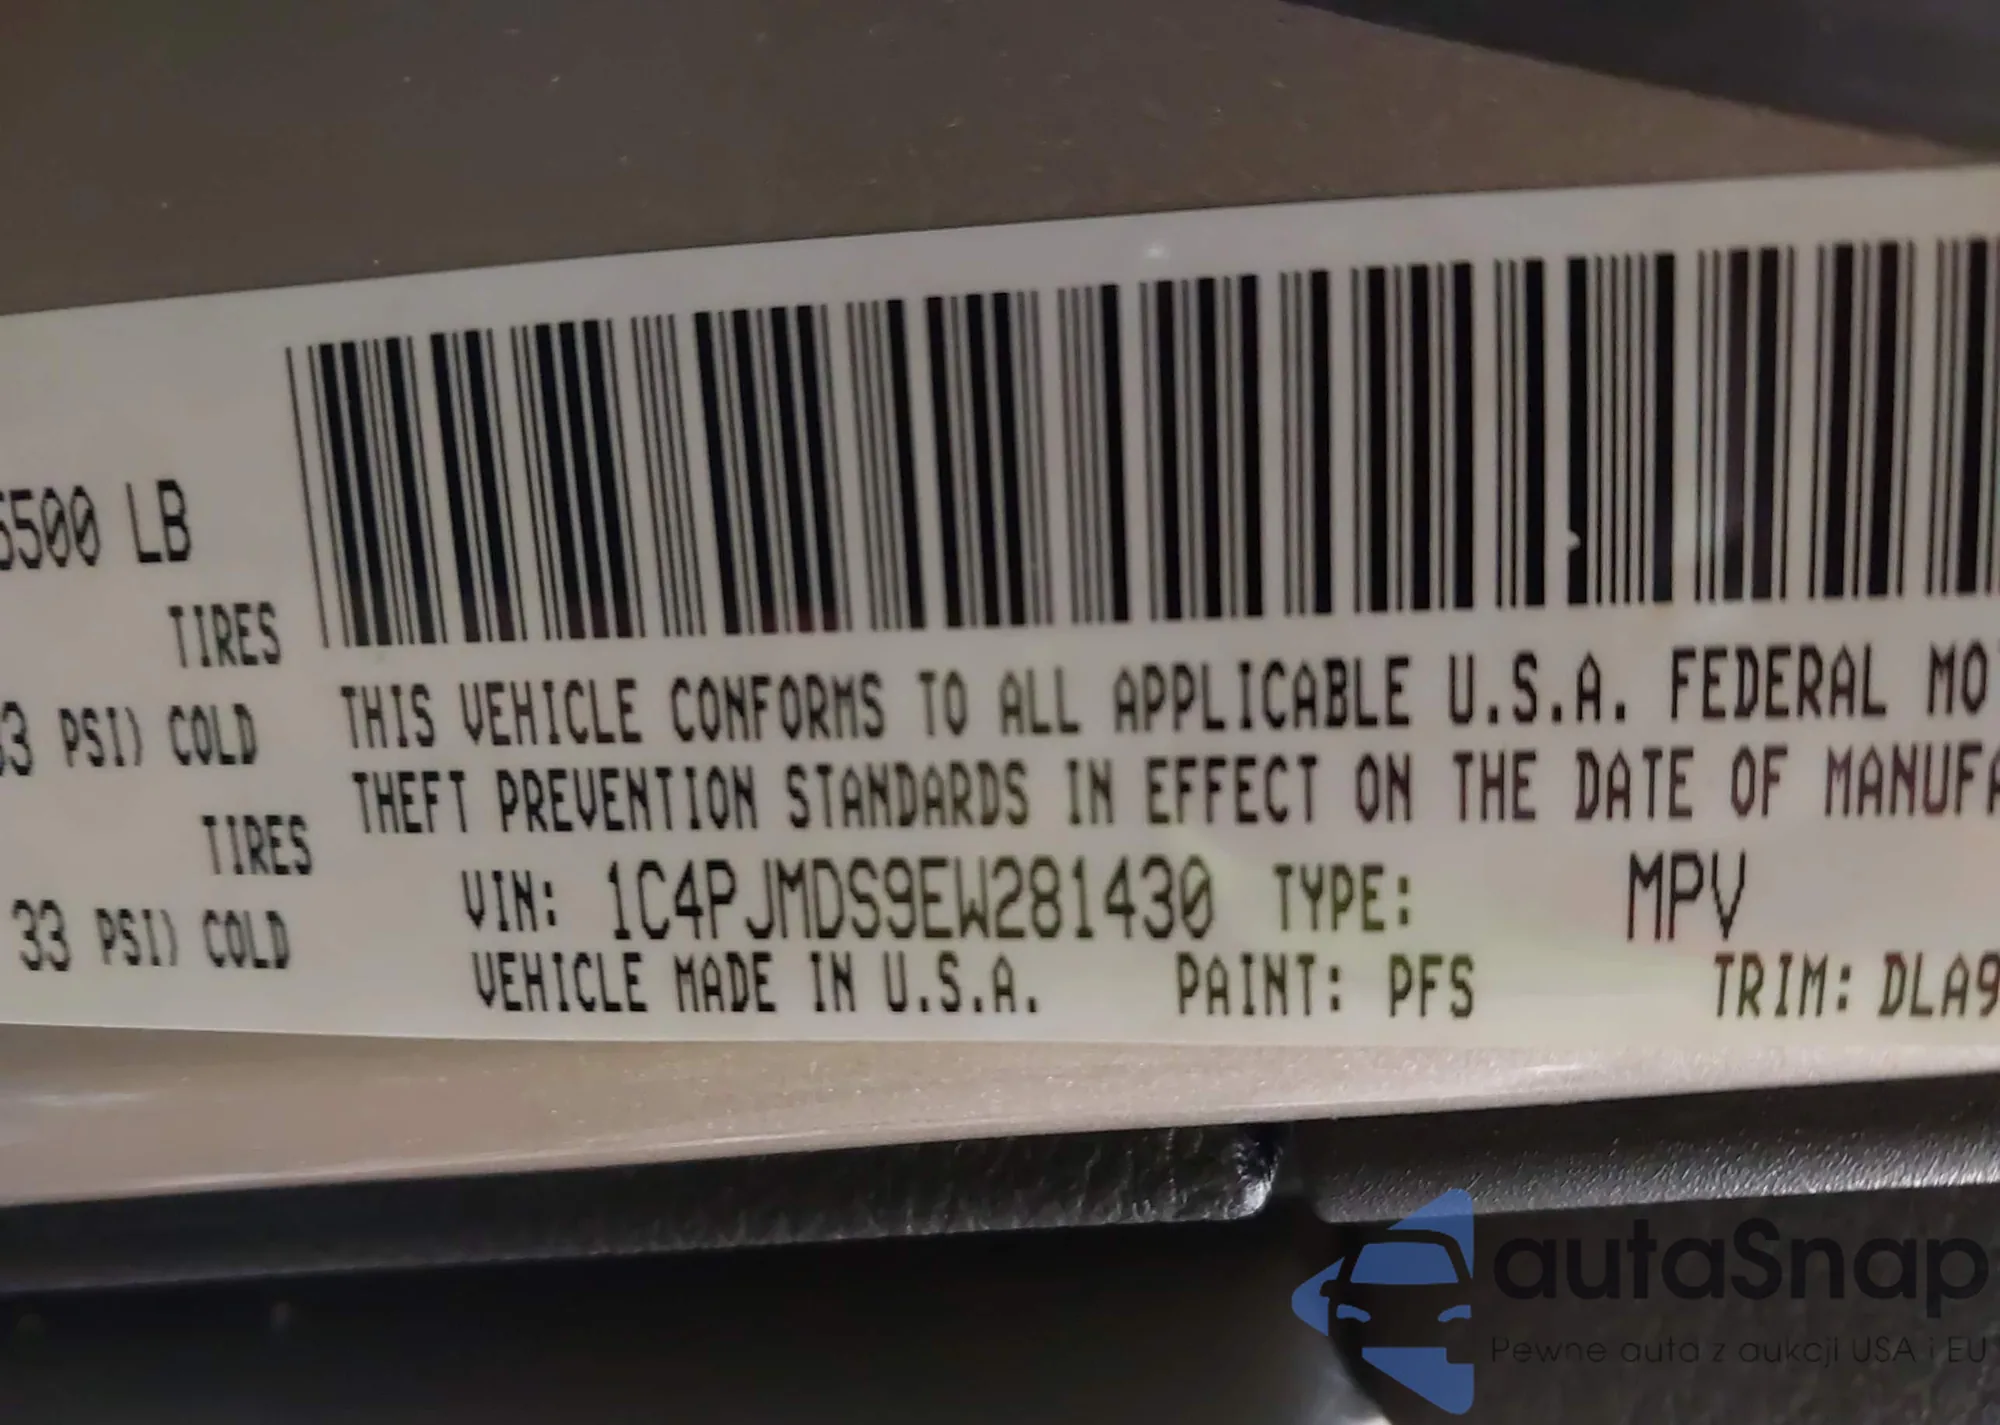 5500 LB
TIRES
33 PSI) COLD
TIRES
33 PSI) COLD
THIS VEHICLE CONFORMS TO ALL APPLICABLE U.S.A. FEDERAL MO
THEFT PREVENTION STANDARDS IN EFFECT ON THE DATE OF MANUFA
VIN: 1C4PJMDS9EW281430 TYPE: MPV
VEHICLE MADE IN U.S.A. PAINT: PFS TRIM: DLA9
autaSnap
Pewne auta z aukcji USA i EU